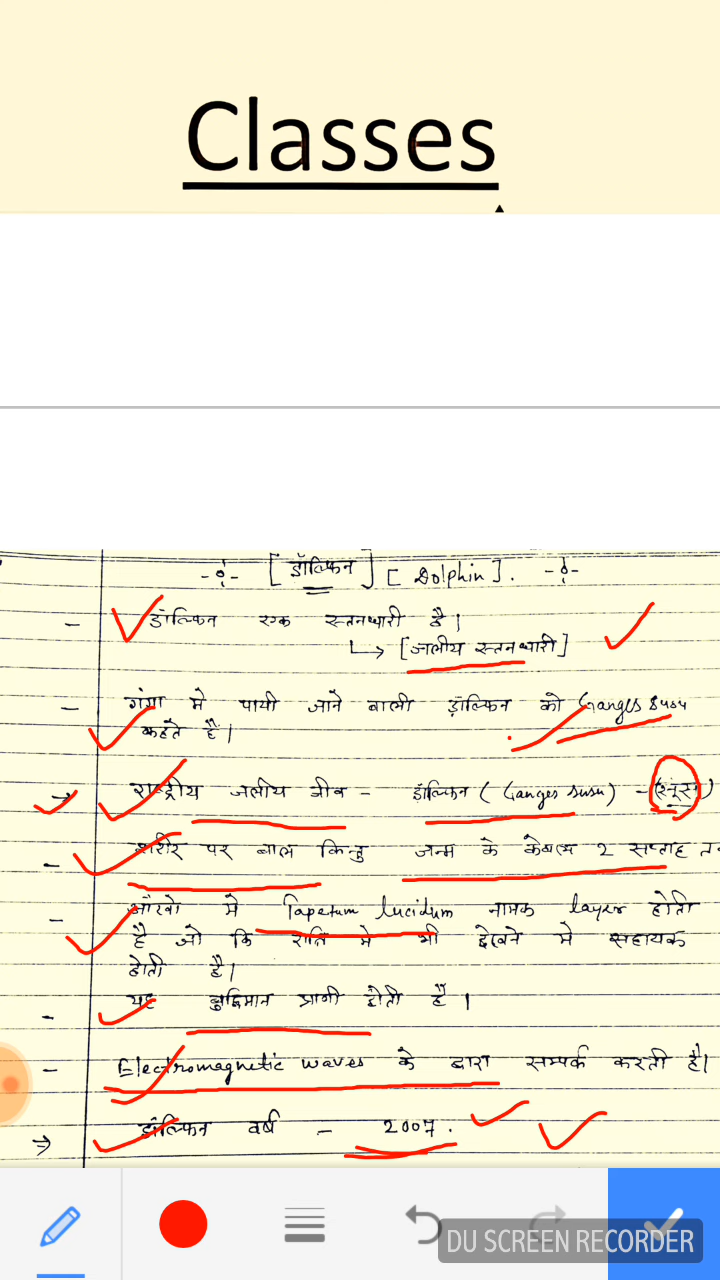 Classes
[डॉल्फिन] [Dolphin].
- डॉल्फिन एक स्तनधारी है।
↳ [जलीय स्तनधारी]
- गंगा मे पायी जाने वाली डॉल्फिन को Ganges susu
कहते है।
→ राष्ट्रीय जलीय जीव - डॉल्फिन (Ganges susu) -
- शरीर पर बाल किन्तु जन्म के केवल 2 सप्ताह
- आँखो मे Tapetum lucidum नामक layer होती
है जो कि रात्रि मे भी देखने मे सहायक
होती है।
- यह बुद्धिमान प्राणी होती है।
- Electromagnetic waves के द्वारा सम्पर्क करती है।
⇒ डॉल्फिन वर्ष - 2007.
DU SCREEN RECORDER